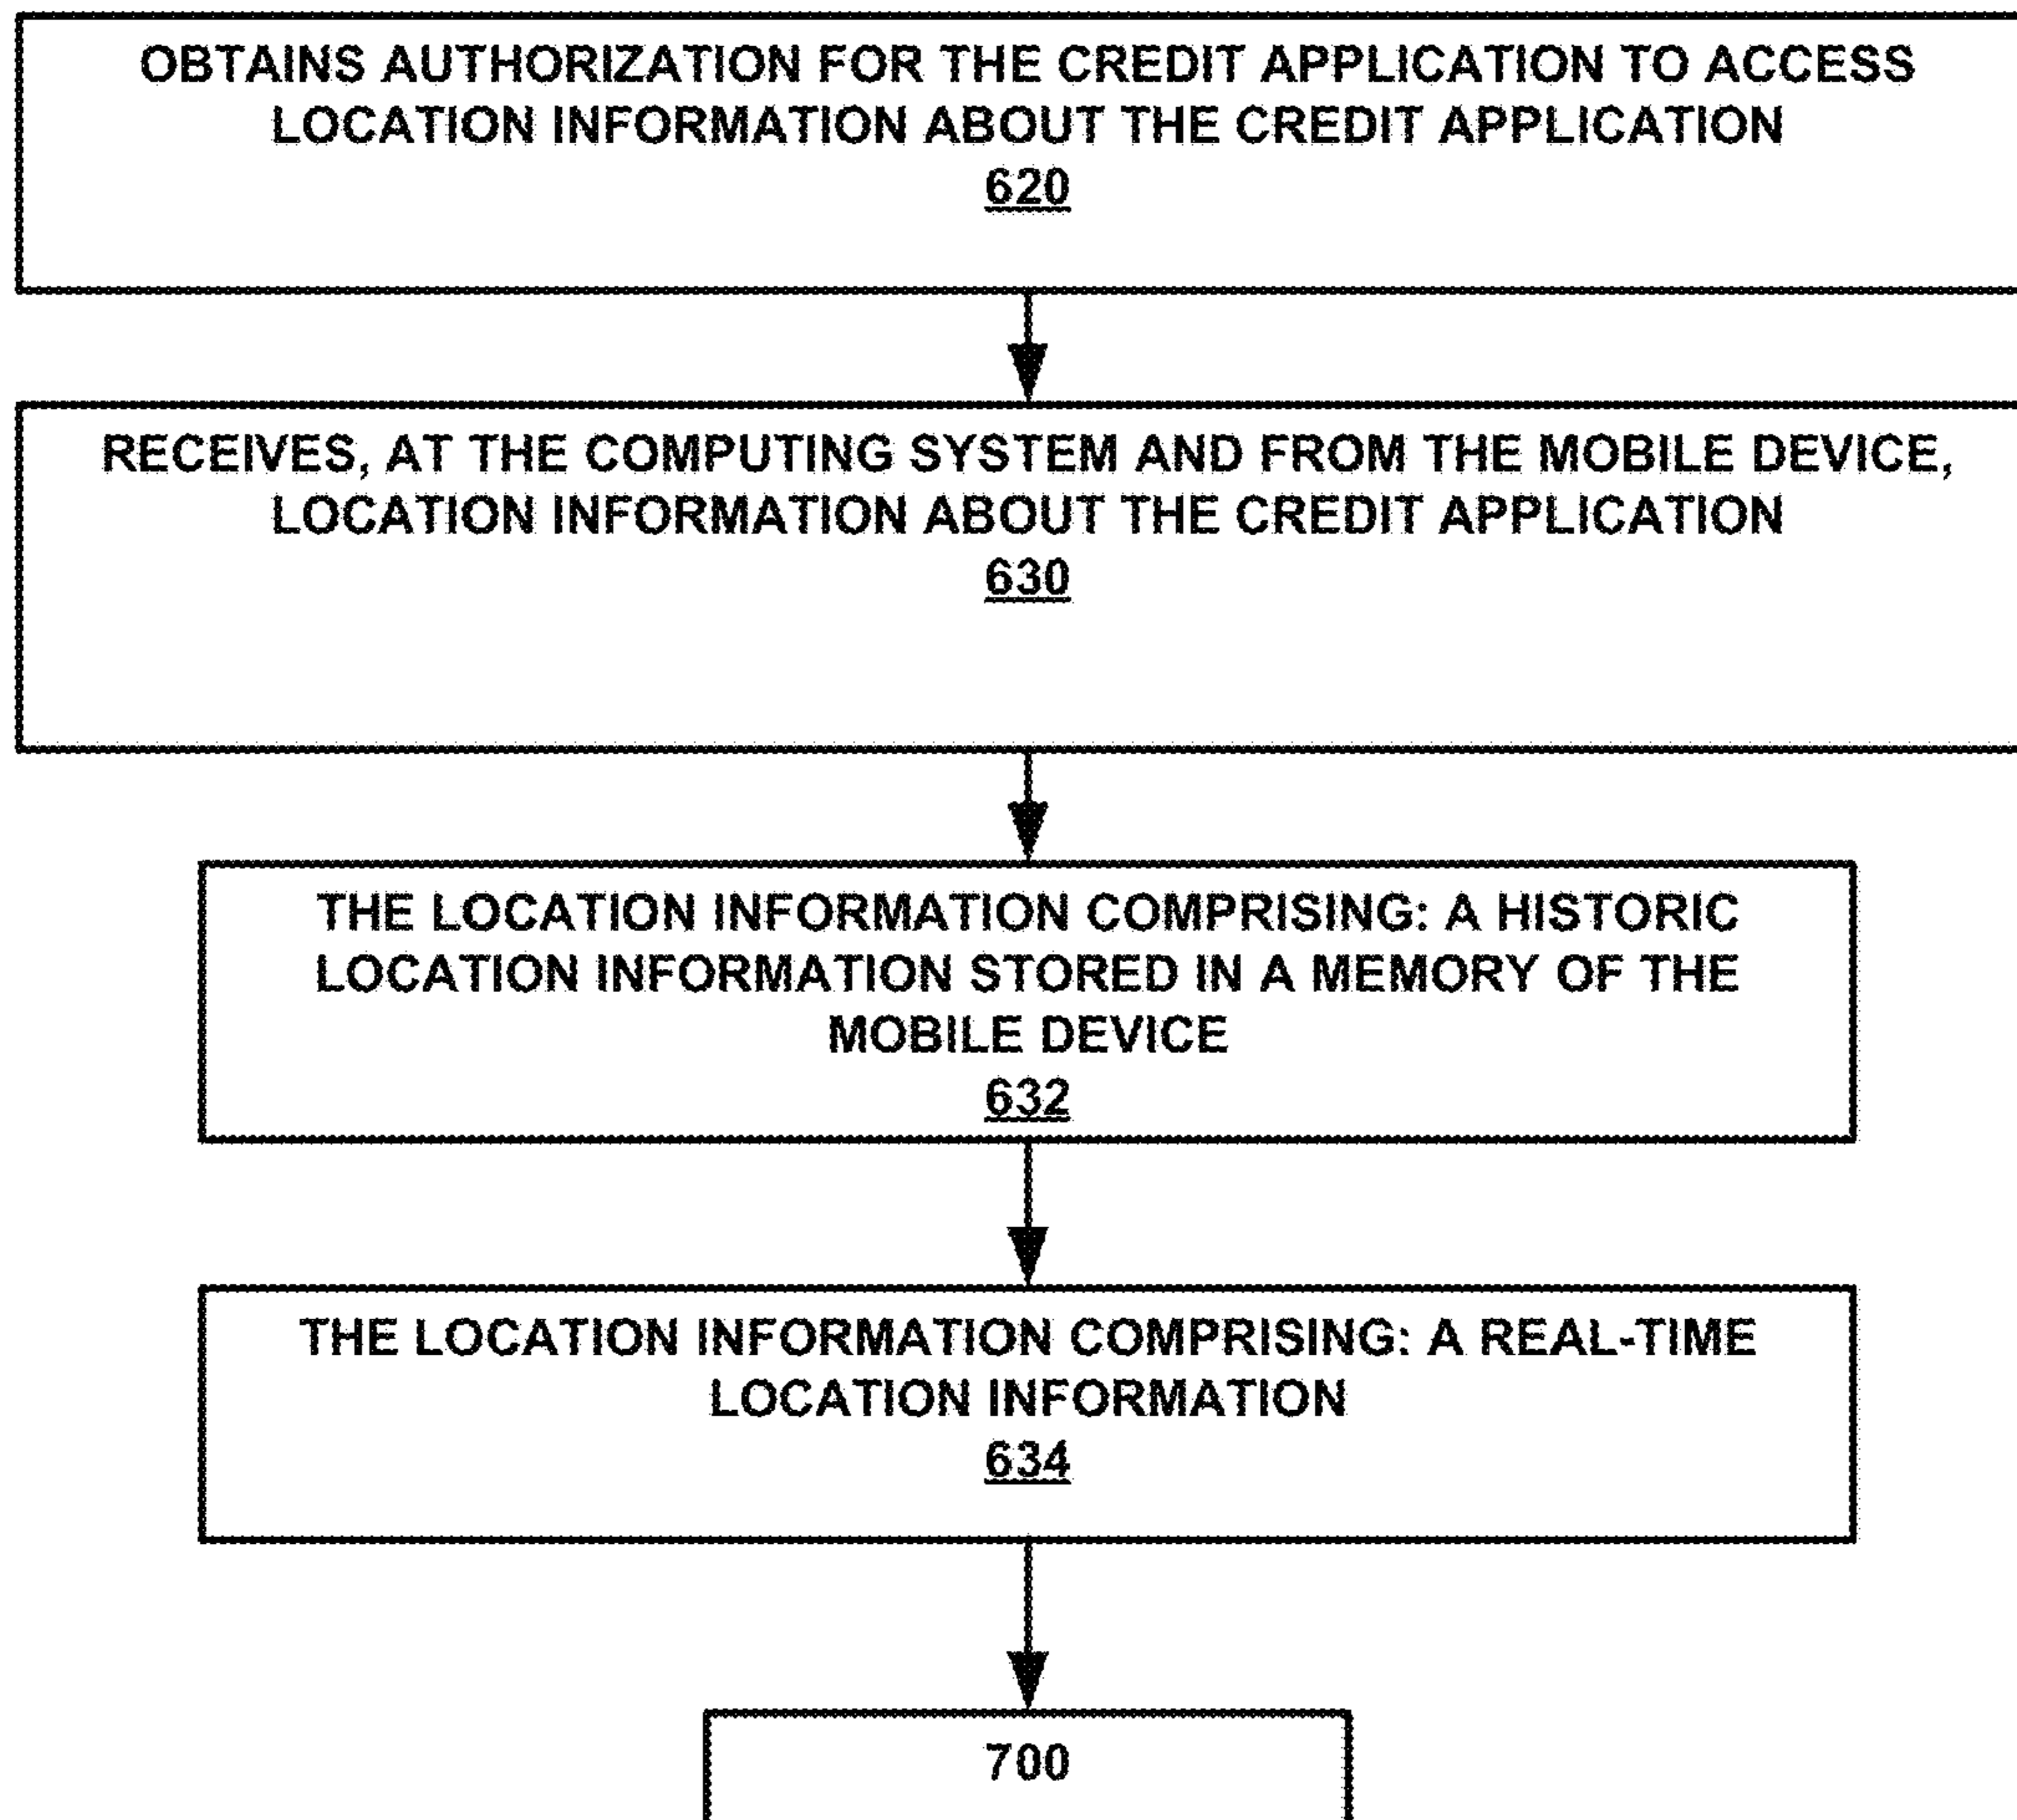 OBTAINS AUTHORIZATION FOR THE CREDIT APPLICATION TO ACCESS
LOCATION INFORMATION ABOUT THE CREDIT APPLICATION
620
RECEIVES, AT THE COMPUTING SYSTEM AND FROM THE MOBILE DEVICE,
LOCATION INFORMATION ABOUT THE CREDIT APPLICATION
630
THE LOCATION INFORMATION COMPRISING: A HISTORIC
LOCATION INFORMATION STORED IN A MEMORY OF THE
MOBILE DEVICE
632
THE LOCATION INFORMATION COMPRISING: A REAL-TIME
LOCATION INFORMATION
634
700